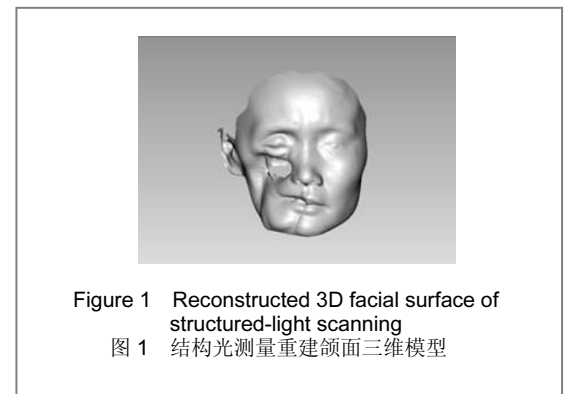 Figure 1 Reconstructed 3D facial surface of
structured-light scanning
图 1 结构光测量重建颌面三维模型